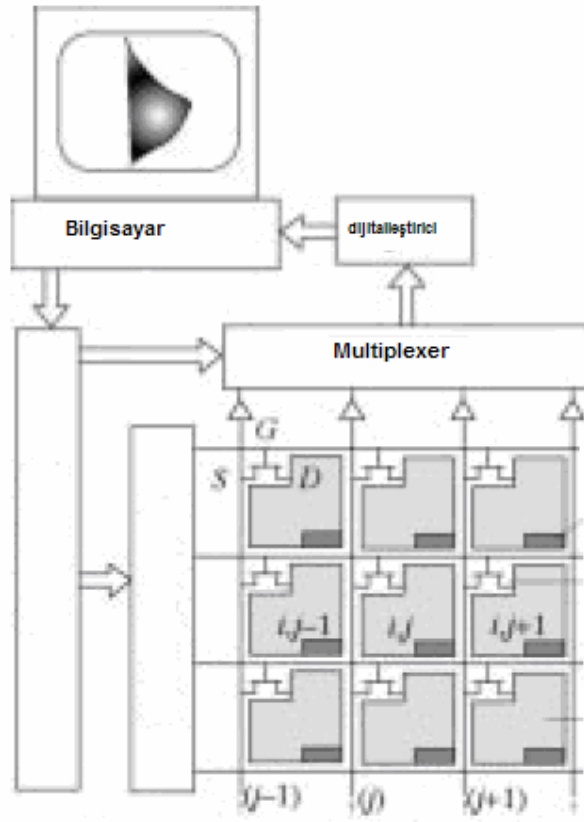 Bilgisayar
dijitalleştirici
Multiplexer
G
S
D
i,j–1
i,j
i,j+1
(j–1)
(j)
(j+1)